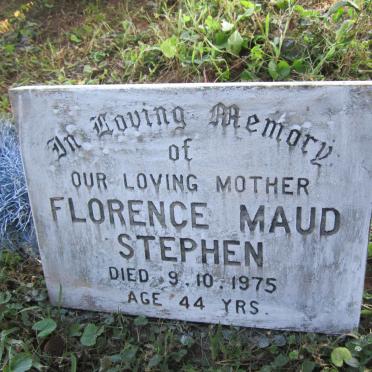 In Loving Memory
of
OUR LOVING MOTHER
FLORENCE MAUD
STEPHEN
DIED 9.10.1975
AGE 44 YRS.